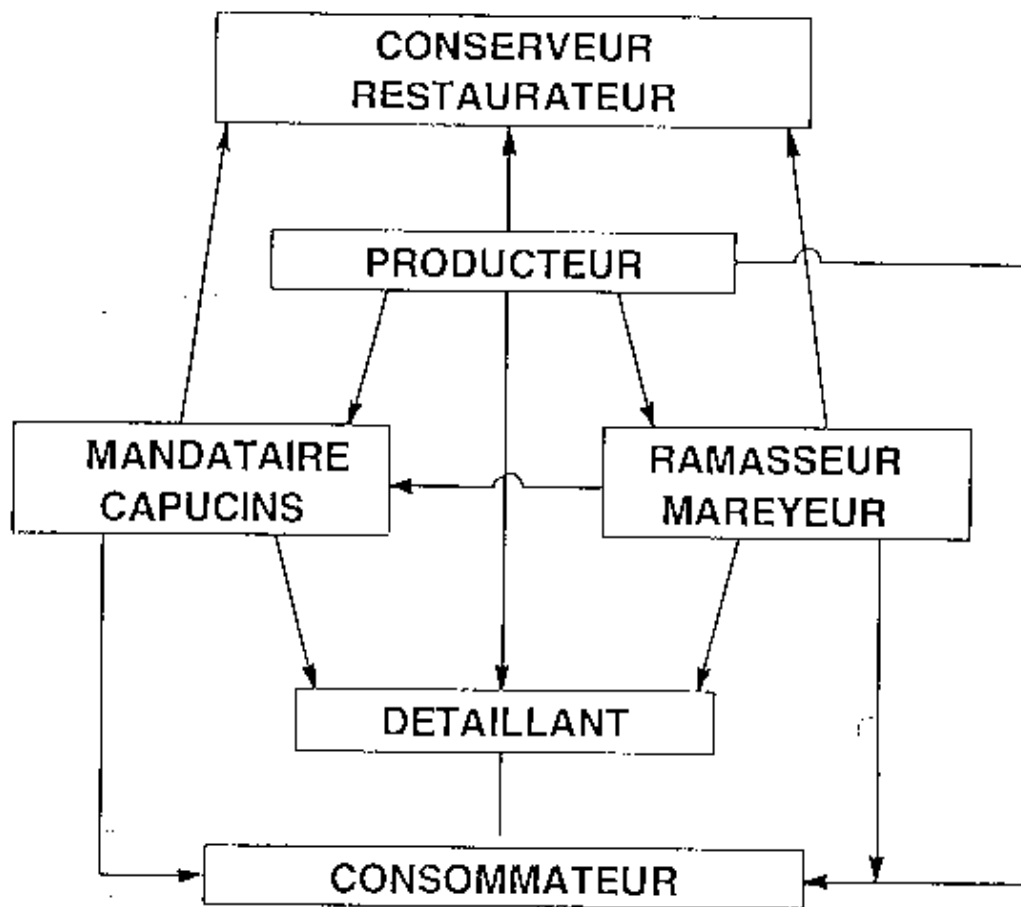 CONSERVEUR
RESTAURATEUR
PRODUCTEUR
MANDATAIRE
CAPUCINS
RAMASSEUR
MAREYEUR
DETAILLANT
CONSOMMATEUR